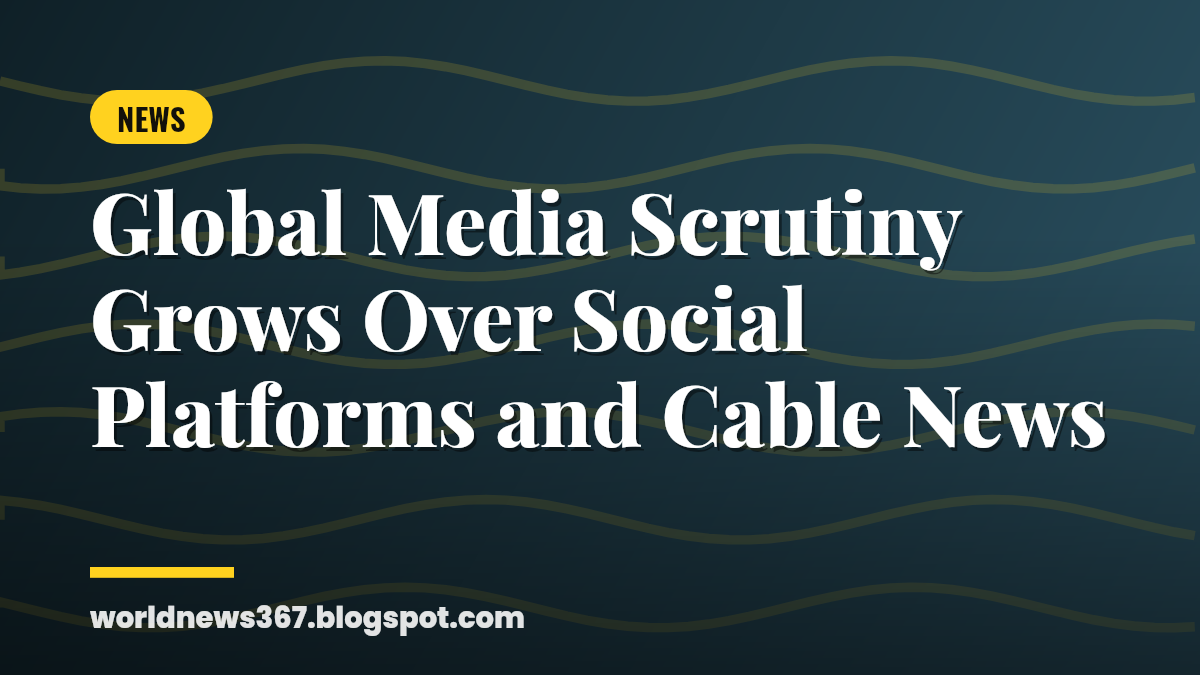 NEWS
Global Media Scrutiny
Grows Over Social
Platforms and Cable News
worldnews367.blogspot.com